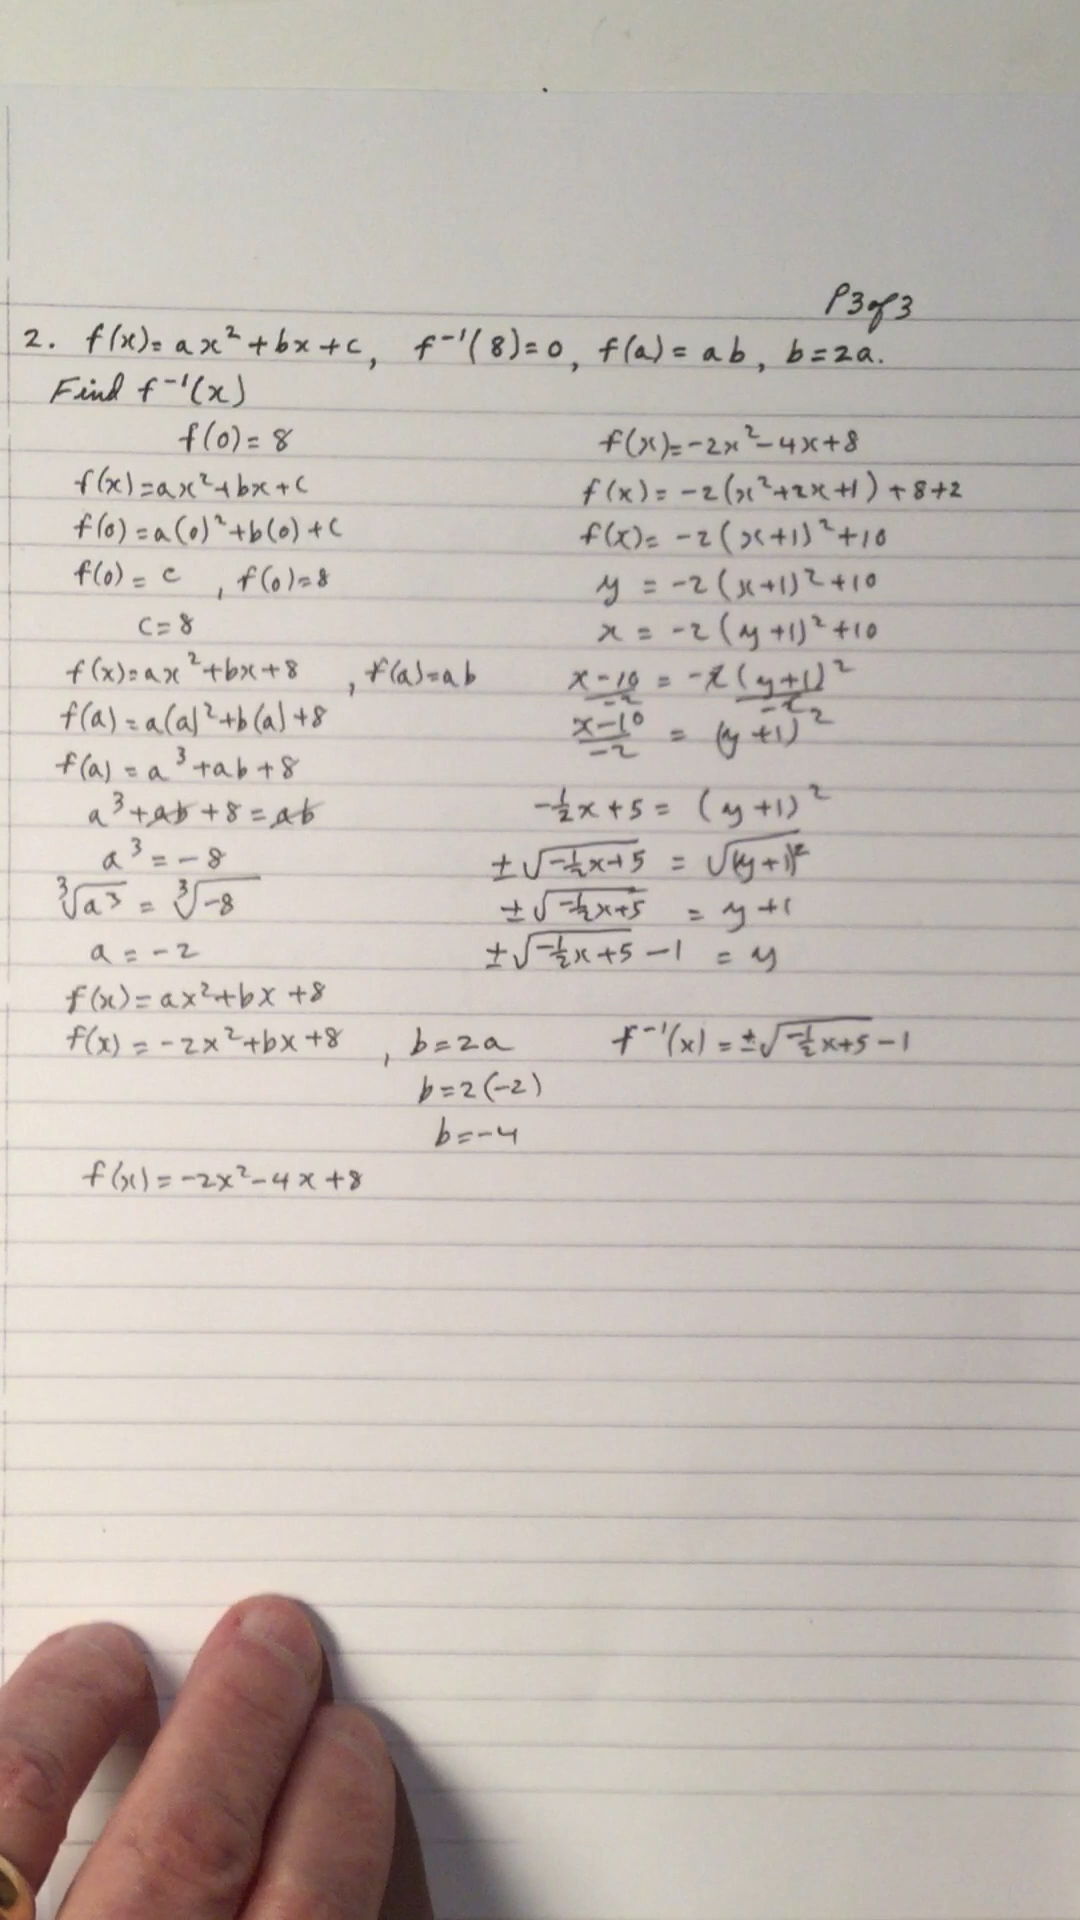 P3of3
2. f(x)=ax²+bx+c, f⁻¹(8)=0, f(a)=ab, b=2a.
Find f⁻¹(x)
f(0)=8
f(x)=ax²+bx+c
f(0)=a(0)²+b(0)+c
f(0)=c, f(0)=8
c=8
f(x)=ax²+bx+8, f(a)=ab
f(a)=a(a)²+b(a)+8
f(a)=a³+ab+8
a³+ab+8=ab
a³=-8
∛a³=∛-8
a=-2
f(x)=ax²+bx+8
f(x)=-2x²+bx+8, b=2a
b=2(-2)
b=-4
f(x)=-2x²-4x+8
f(x)=-2x²-4x+8
f(x)=-2(x²+2x+1)+8+2
f(x)=-2(x+1)²+10
y=-2(x+1)²+10
x=-2(y+1)²+10
(x-10)/-2=-2(y+1)²/-2
(x-10)/-2=(y+1)²
-½x+5=(y+1)²
±√(-½x+5)=√(y+1)²
±√(-½x+5)=y+1
±√(-½x+5)-1=y
f⁻¹(x)=±√(-½x+5)-1